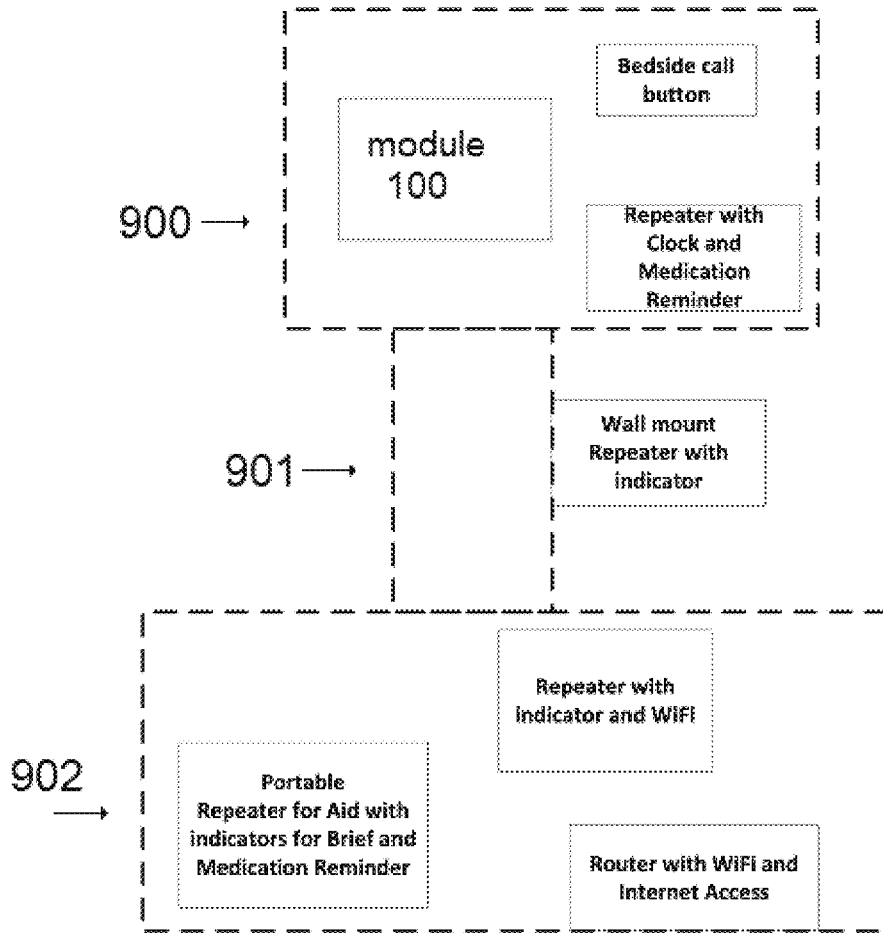 Bedside call
button
module
100
900
Repeater with
Clock and
Medication
Reminder
Wall mount
Repeater with
indicator
901
Repeater with
indicator and WiFi
902
Portable
Repeater for Aid with
indicators for Brief and
Medication Reminder
Router with WiFi and
Internet Access